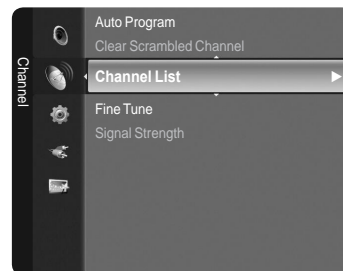 Channel
Auto Program
Clear Scrambled Channel
Channel List
Fine Tune
Signal Strength